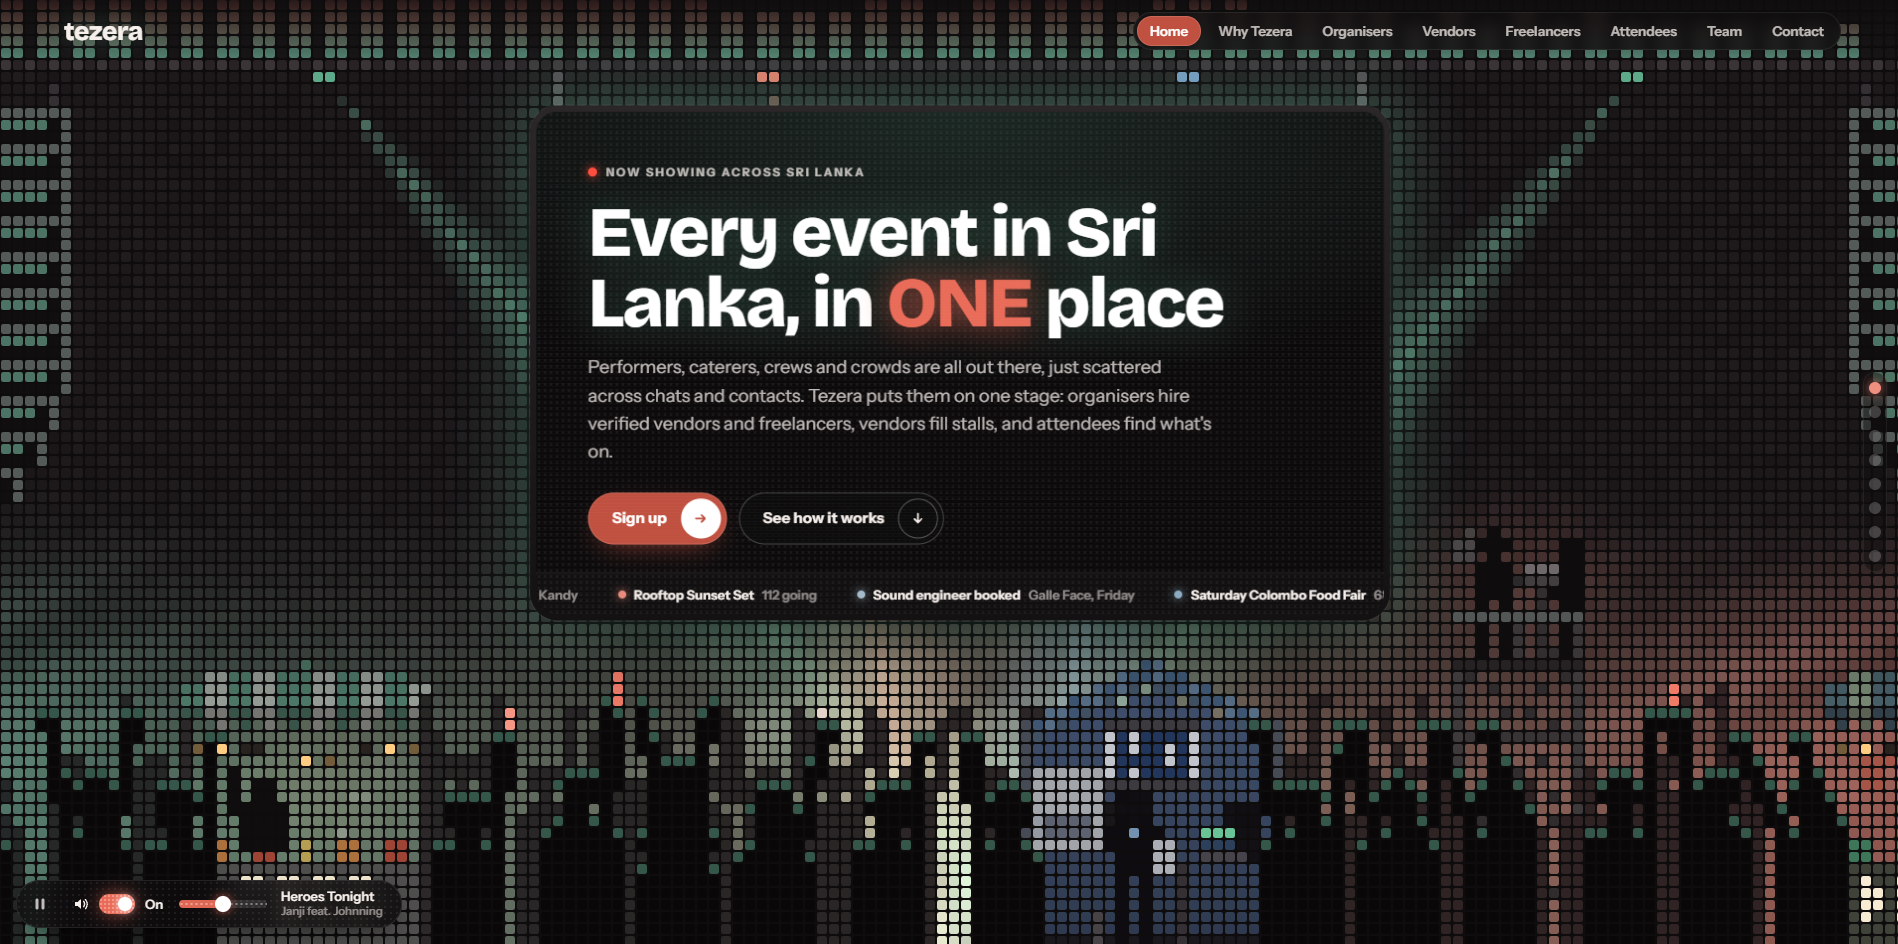 tezera
Home Why Tezera Organisers Vendors Freelancers Attendees Team Contact
NOW SHOWING ACROSS SRI LANKA
Every event in Sri
Lanka, in ONE place
Performers, caterers, crews and crowds are all out there, just scattered
across chats and contacts. Tezera puts them on one stage: organisers hire
verified vendors and freelancers, vendors fill stalls, and attendees find what's
on.
Sign up See how it works
Kandy Rooftop Sunset Set 112 going Sound engineer booked Galle Face, Friday Saturday Colombo Food Fair
On Heroes Tonight
Janji feat. Johnning